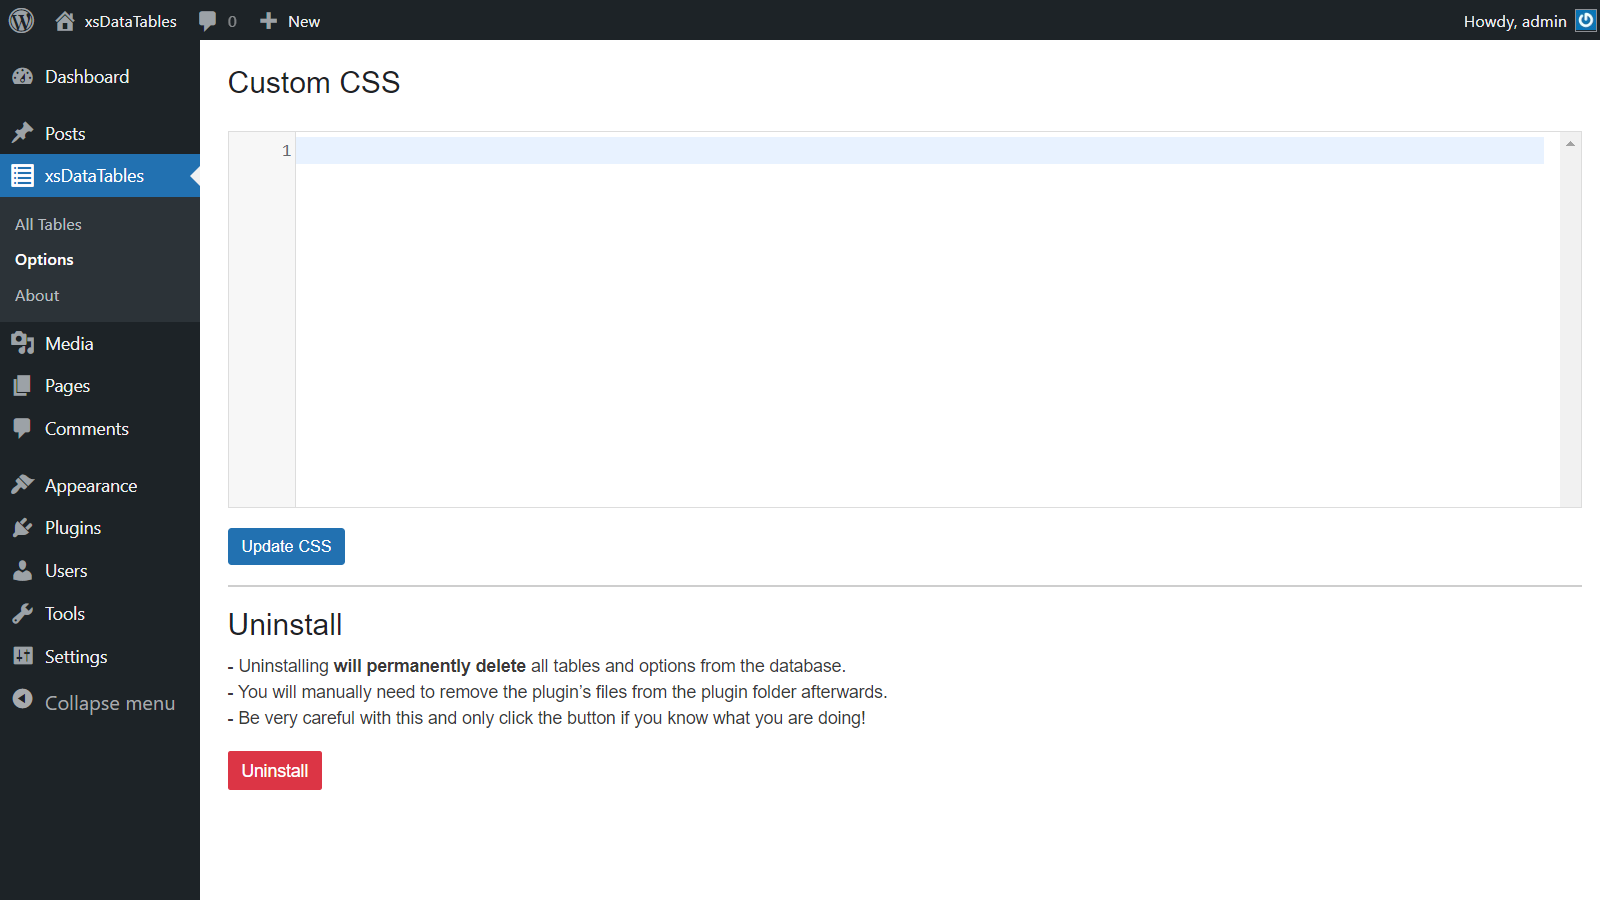 xsDataTables 0 New Howdy, admin
Dashboard
Posts
xsDataTables
All Tables
Options
About
Media
Pages
Comments
Appearance
Plugins
Users
Tools
Settings
Collapse menu
Custom CSS
1
Update CSS
Uninstall
- Uninstalling will permanently delete all tables and options from the database.
- You will manually need to remove the plugin’s files from the plugin folder afterwards.
- Be very careful with this and only click the button if you know what you are doing!
Uninstall